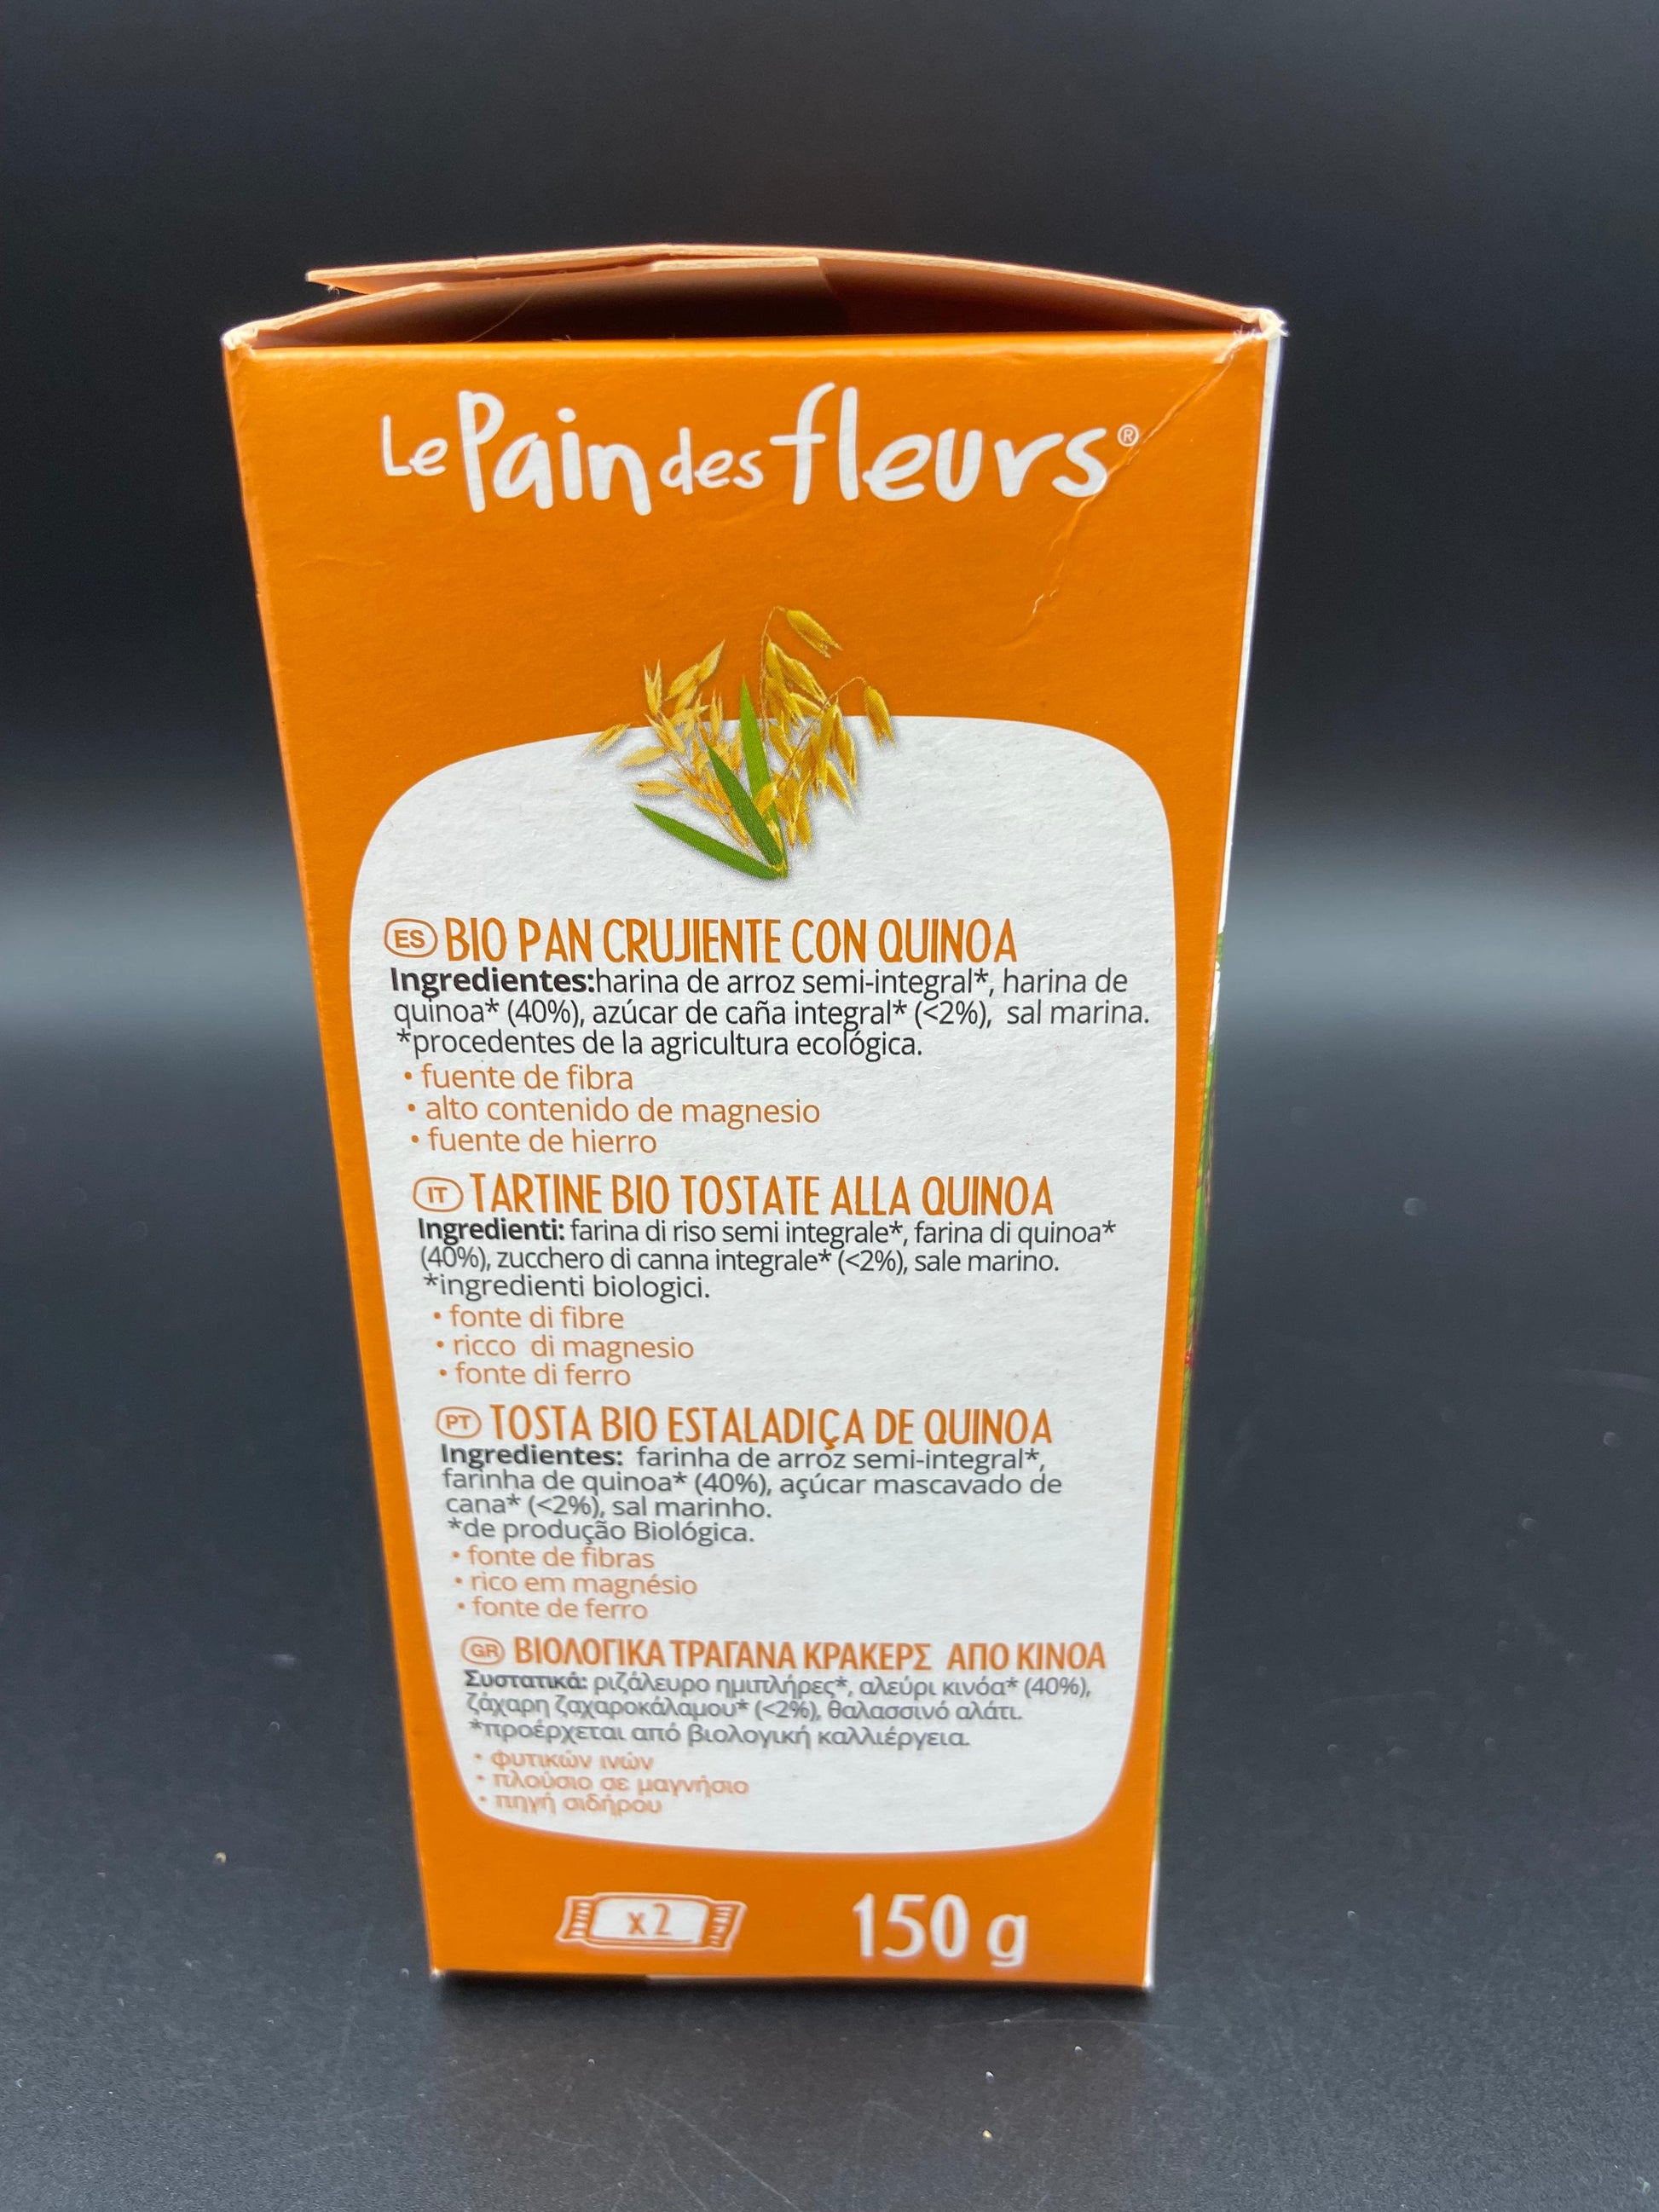 Le Pain des fleurs®
ES BIO PAN CRUJIENTE CON QUINOA
Ingredientes:harina de arroz semi-integral*, harina de
quinoa* (40%), azúcar de caña integral* (<2%), sal marina.
*procedentes de la agricultura ecológica.
• fuente de fibra
• alto contenido de magnesio
• fuente de hierro
IT TARTINE BIO TOSTATE ALLA QUINOA
Ingredienti: farina di riso semi integrale*, farina di quinoa*
(40%), zucchero di canna integrale* (<2%), sale marino.
*ingredienti biologici.
• fonte di fibre
• ricco di magnesio
• fonte di ferro
PT TOSTA BIO ESTALADIÇA DE QUINOA
Ingredientes: farinha de arroz semi-integral*,
farinha de quinoa* (40%), açúcar mascavado de
cana* (<2%), sal marinho.
*de produção Biológica.
• fonte de fibras
• rico em magnésio
• fonte de ferro
GR ΒΙΟΛΟΓΙΚΑ ΤΡΑΓΑΝΑ ΚΡΑΚΕΡΣ ΑΠΟ ΚΙΝΟΑ
Συστατικά: ριζάλευρο ημιπλήρες*, αλεύρι κινόα* (40%),
ζάχαρη ζαχαροκάλαμου* (<2%), θαλασσινό αλάτι.
*προέρχεται από βιολογική καλλιέργεια.
• φυτικών ινών
• πλούσιο σε μαγνήσιο
• πηγή σιδήρου
x2 150 g